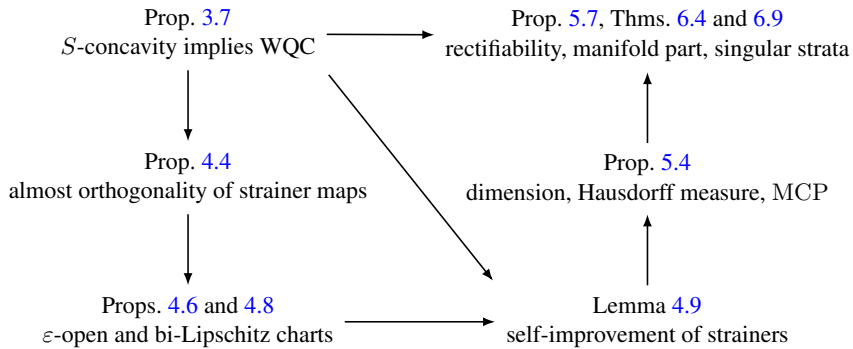 Prop. 3.7
S-concavity implies WQC
Prop. 5.7, Thms. 6.4 and 6.9
rectifiability, manifold part, singular strata
Prop. 4.4
almost orthogonality of strainer maps
Prop. 5.4
dimension, Hausdorff measure, MCP
Props. 4.6 and 4.8
ε-open and bi-Lipschitz charts
Lemma 4.9
self-improvement of strainers